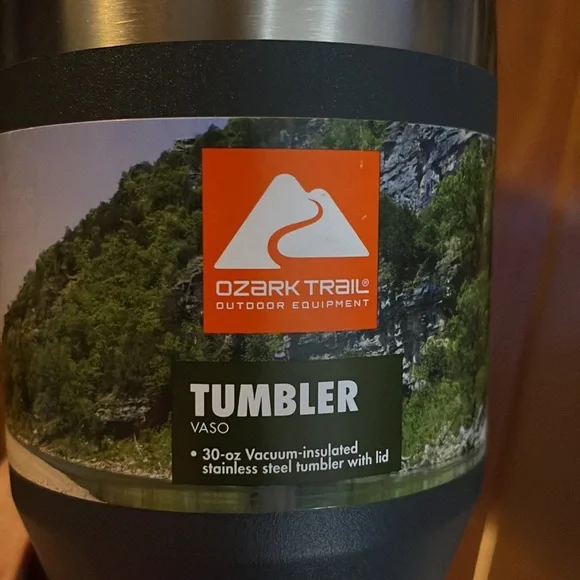 OZARK TRAIL®
OUTDOOR EQUIPMENT
TUMBLER
VASO
• 30-oz Vacuum-insulated
stainless steel tumbler with lid